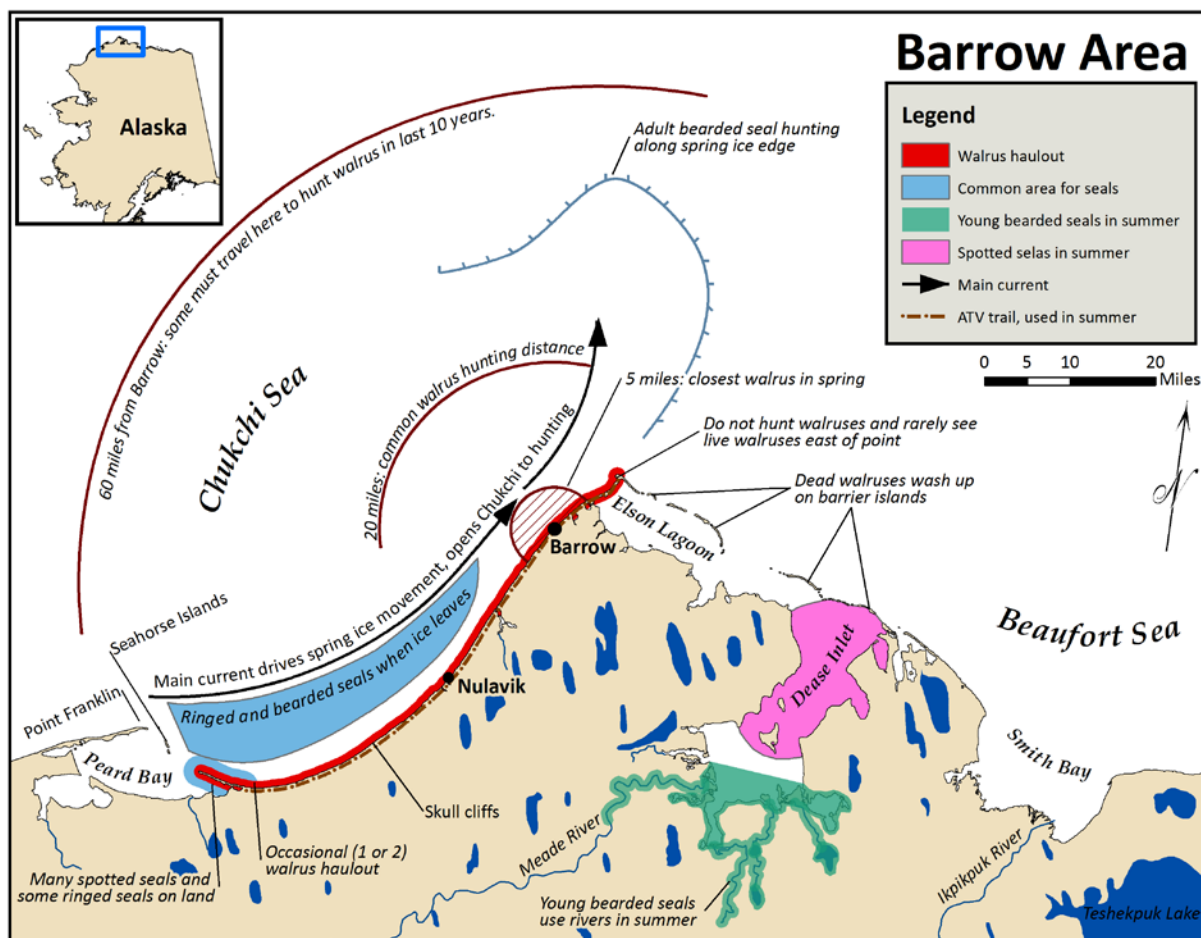 Barrow Area
Alaska
Legend
Walrus haulout
Common area for seals
Young bearded seals in summer
Spotted selas in summer
Main current
ATV trail, used in summer
0 5 10 20
Miles
N
60 miles from Barrow: some must travel here to hunt walrus in last 10 years.
Adult bearded seal hunting
along spring ice edge
Chukchi Sea
20 miles: common walrus hunting distance
5 miles: closest walrus in spring
Do not hunt walruses and rarely see
live walruses east of point
Dead walruses wash up
on barrier islands
Main current drives spring ice movement, opens Chukchi to hunting
Elson Lagoon
Barrow
Seahorse Islands
Point Franklin
Ringed and bearded seals when ice leaves
Nulavik
Peard Bay
Dease Inlet
Beaufort Sea
Smith Bay
Skull cliffs
Occasional (1 or 2)
walrus haulout
Many spotted seals and
some ringed seals on land
Meade River
Young bearded seals
use rivers in summer
Ikpikpuk River
Teshekpuk Lake